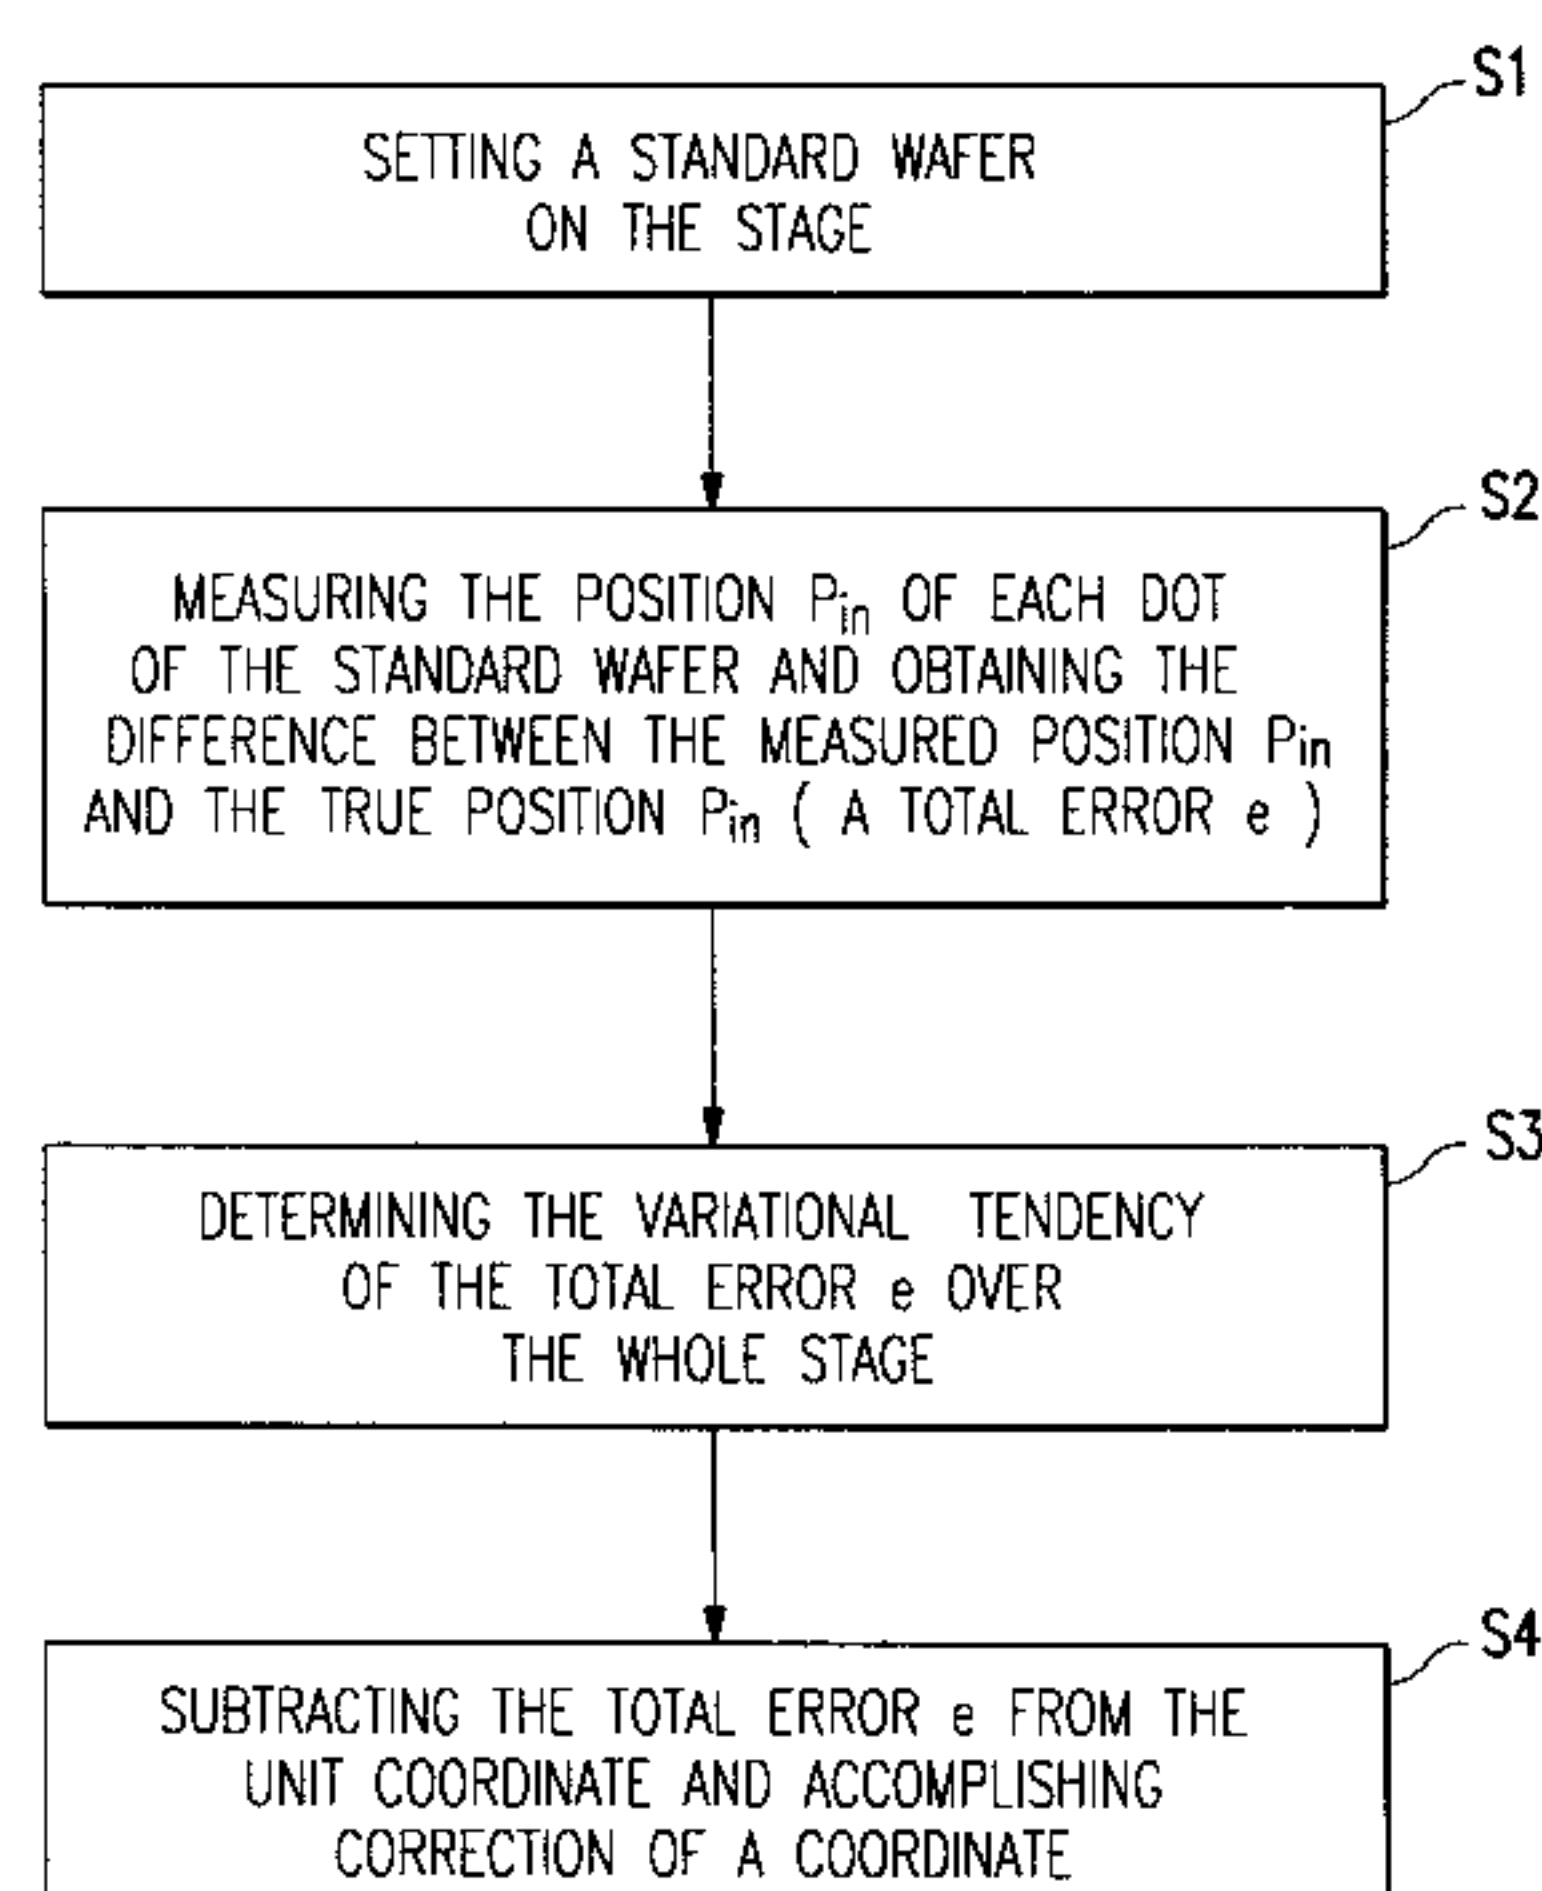 S1
SETTING A STANDARD WAFER
ON THE STAGE
S2
MEASURING THE POSITION Pin OF EACH DOT
OF THE STANDARD WAFER AND OBTAINING THE
DIFFERENCE BETWEEN THE MEASURED POSITION Pin
AND THE TRUE POSITION Pin ( A TOTAL ERROR e )
S3
DETERMINING THE VARIATIONAL TENDENCY
OF THE TOTAL ERROR e OVER
THE WHOLE STAGE
S4
SUBTRACTING THE TOTAL ERROR e FROM THE
UNIT COORDINATE AND ACCOMPLISHING
CORRECTION OF A COORDINATE